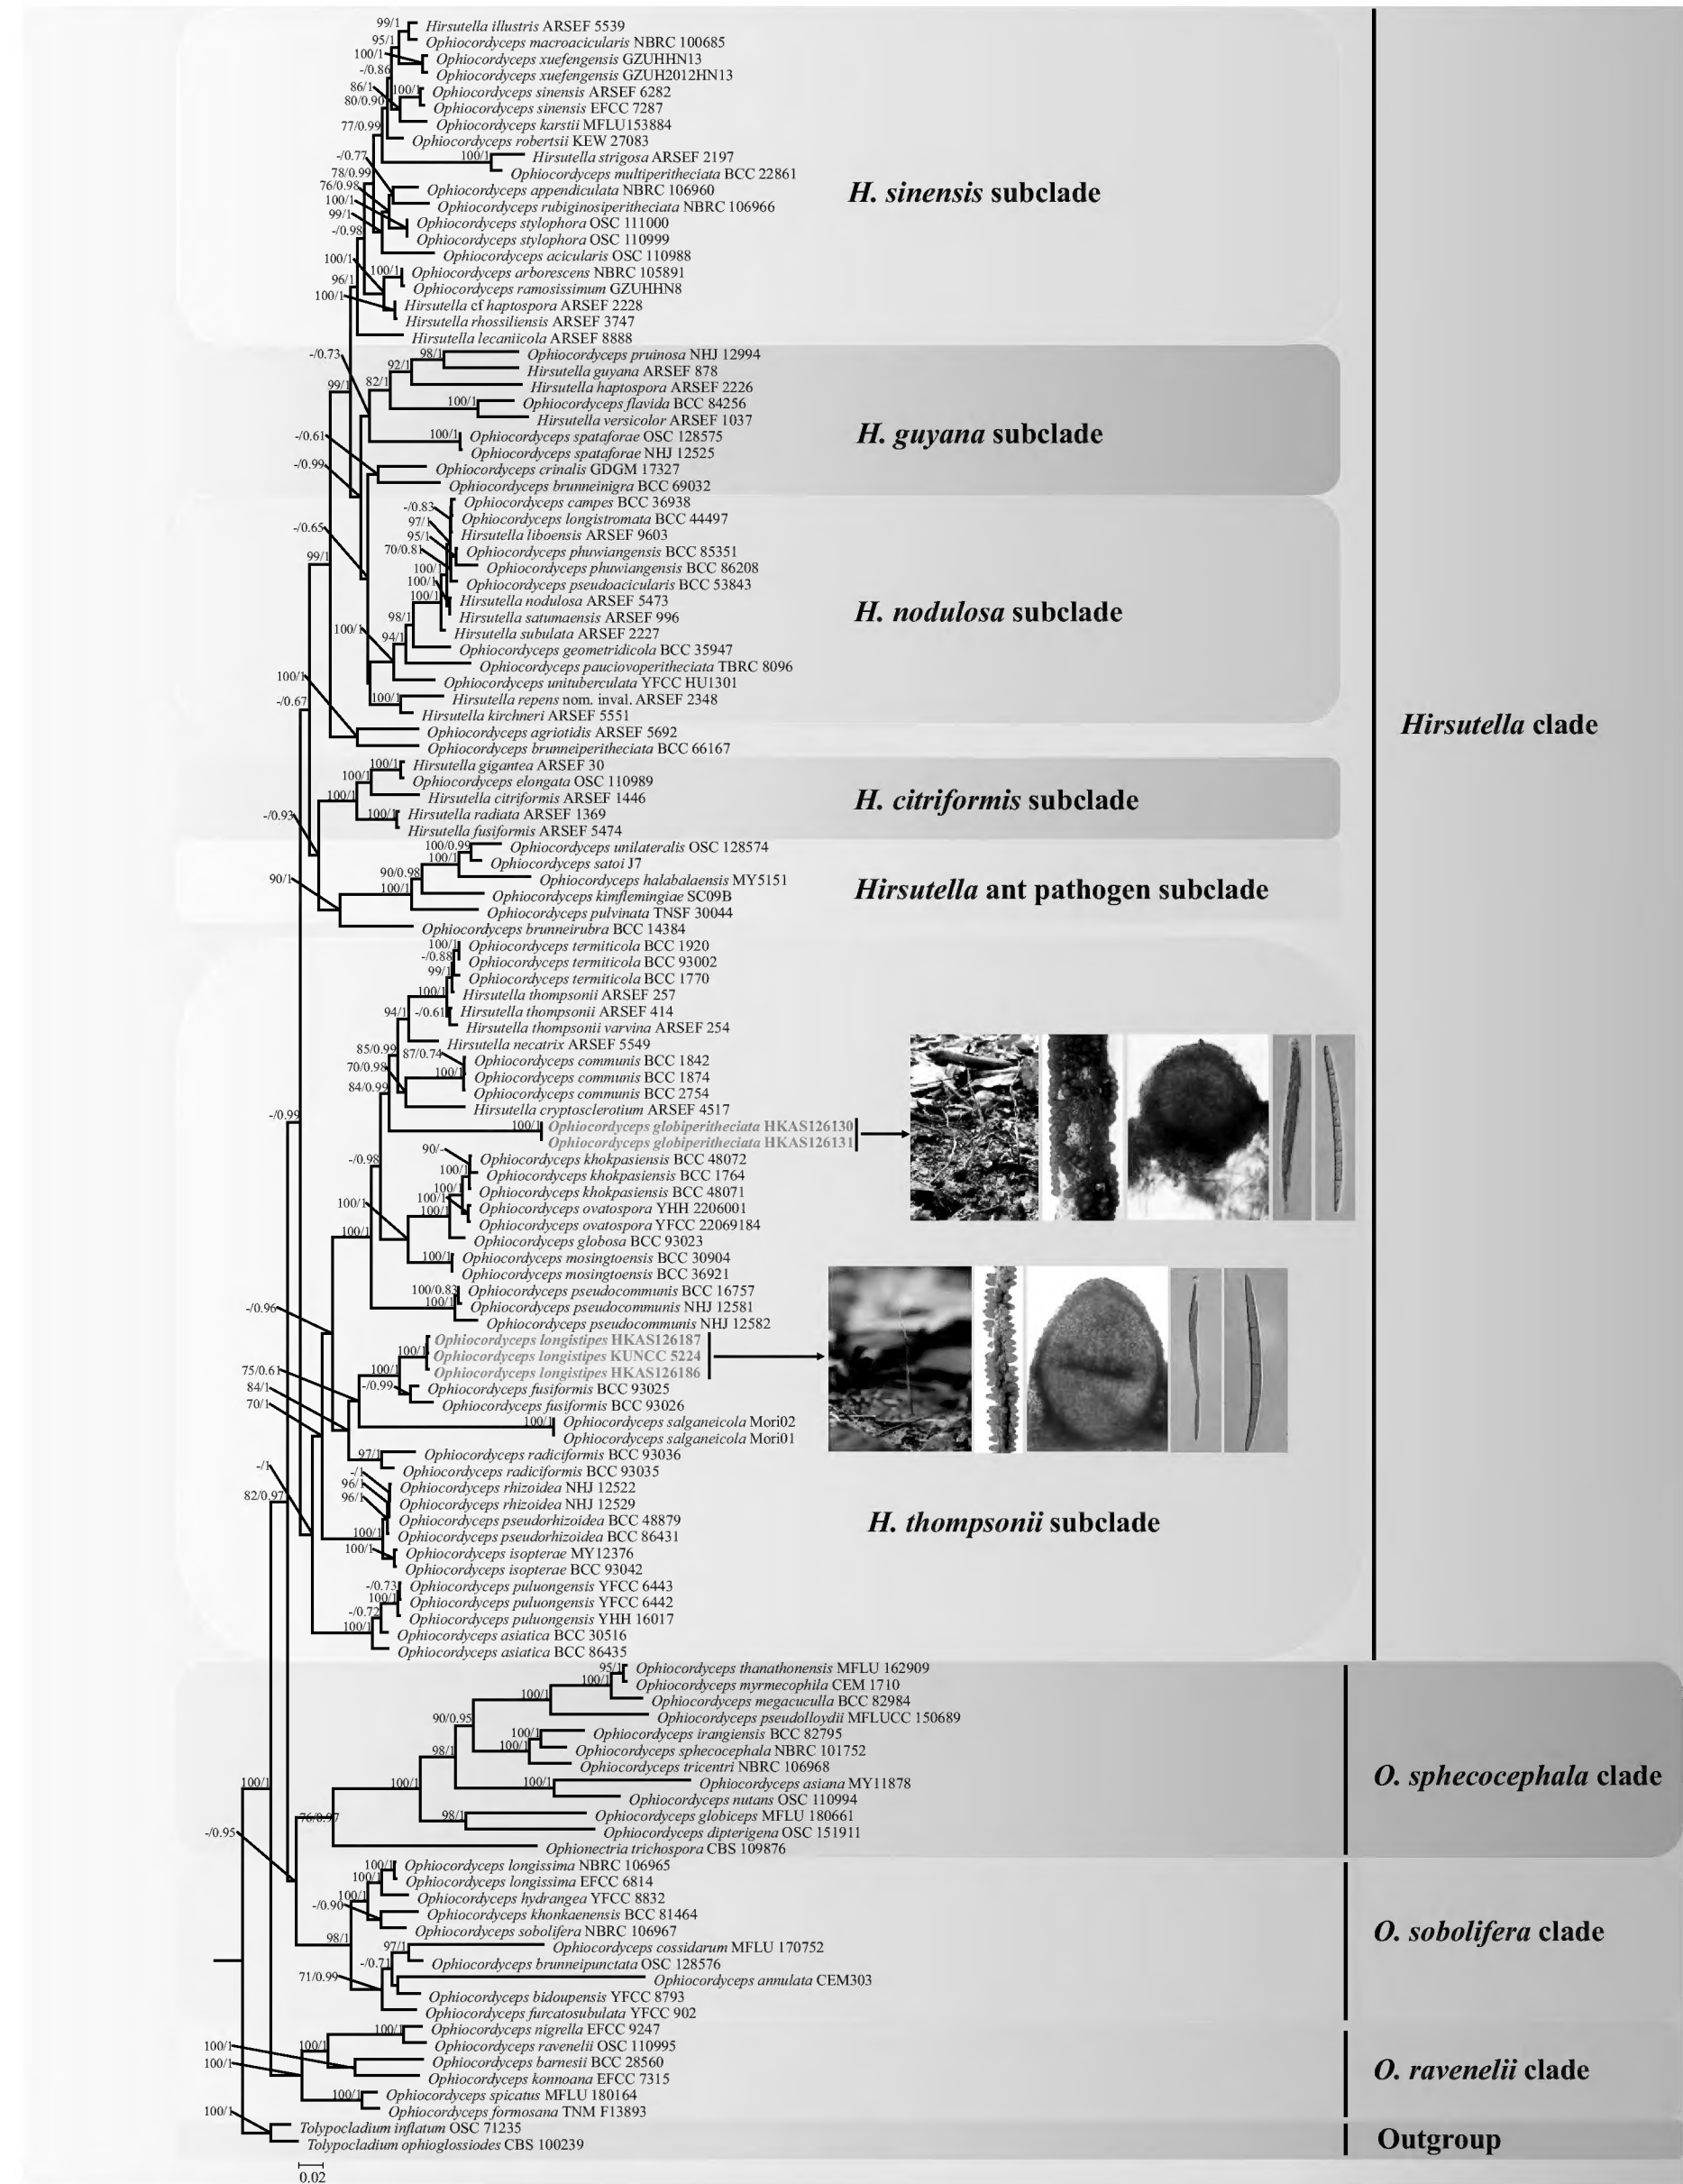 99/1
Hirsutella illustris ARSEF 5539
95/1
Ophiocordyceps macroacicularis NBRC 100685
100/1
Ophiocordyceps xuefengensis GZUHHN13
-/0.86
Ophiocordyceps xuefengensis GZUH2012HN13
86/1
100/1
Ophiocordyceps sinensis ARSEF 6282
80/0.90
Ophiocordyceps sinensis EFCC 7287
77/0.99
Ophiocordyceps karstii MFLU153884
Ophiocordyceps robertsii KEW 27083
-/0.77
100/1
Hirsutella strigosa ARSEF 2197
78/0.99
Ophiocordyceps multiperitheciata BCC 22861
76/0.98
Ophiocordyceps appendiculata NBRC 106960
H. sinensis subclade
100/1
Ophiocordyceps rubiginosiperitheciata NBRC 106966
99/1
Ophiocordyceps stylophora OSC 111000
-/0.98
Ophiocordyceps stylophora OSC 110999
100/1
Ophiocordyceps acicularis OSC 110988
100/1
Ophiocordyceps arborescens NBRC 105891
96/1
Ophiocordyceps ramosissimum GZUHHN8
100/1
Hirsutella cf haptospora ARSEF 2228
Hirsutella rhossiliensis ARSEF 3747
Hirsutella lecaniicola ARSEF 8888
-/0.73
98/1
Ophiocordyceps pruinosa NHJ 12994
92/1
Hirsutella guyana ARSEF 878
99/1
82/1
Hirsutella haptospora ARSEF 2226
100/1
Ophiocordyceps flavida BCC 84256
Hirsutella versicolor ARSEF 1037
-/0.61
100/1
Ophiocordyceps spataforae OSC 128575
H. guyana subclade
Ophiocordyceps spataforae NHJ 12525
-/0.99
Ophiocordyceps crinalis GDGM 17327
Ophiocordyceps brunneinigra BCC 69032
-/0.83
Ophiocordyceps campes BCC 36938
97/1
Ophiocordyceps longistromata BCC 44497
-/0.65
95/1
Hirsutella liboensis ARSEF 9603
99/1
70/0.81
Ophiocordyceps phuwiangensis BCC 85351
100/1
Ophiocordyceps phuwiangensis BCC 86208
100/1
Ophiocordyceps pseudoacicularis BCC 53843
100/1
Hirsutella nodulosa ARSEF 5473
H. nodulosa subclade
98/1
Hirsutella satumaensis ARSEF 996
100/1
94/1
Hirsutella subulata ARSEF 2227
Ophiocordyceps geometridicola BCC 35947
Ophiocordyceps pauciovoperitheciata TBRC 8096
100/1
Ophiocordyceps unituberculata YFCC HU1301
-/0.67
100/1
Hirsutella repens nom. inval. ARSEF 2348
Hirsutella kirchneri ARSEF 5551
Hirsutella clade
Ophiocordyceps agriotidis ARSEF 5692
Ophiocordyceps brunneiperitheciata BCC 66167
100/1
Hirsutella gigantea ARSEF 30
100/1
Ophiocordyceps elongata OSC 110989
100/1
Hirsutella citriformis ARSEF 1446
H. citriformis subclade
-/0.93
100/1
Hirsutella radiata ARSEF 1369
Hirsutella fusiformis ARSEF 5474
100/0.99
Ophiocordyceps unilateralis OSC 128574
100/1
Ophiocordyceps satoi J7
90/1
90/0.98
Ophiocordyceps halabalaensis MY5151
100/1
Ophiocordyceps kimflemingiae SC09B
Hirsutella ant pathogen subclade
Ophiocordyceps pulvinata TNSF 30044
Ophiocordyceps brunneirubra BCC 14384
100/1
Ophiocordyceps termiticola BCC 1920
-/0.88
Ophiocordyceps termiticola BCC 93002
99/1
Ophiocordyceps termiticola BCC 1770
100/1
Hirsutella thompsonii ARSEF 257
94/1
-/0.61
Hirsutella thompsonii ARSEF 414
Hirsutella thompsonii varvina ARSEF 254
85/0.99
Hirsutella necatrix ARSEF 5549
87/0.74
Ophiocordyceps communis BCC 1842
70/0.98
100/1
Ophiocordyceps communis BCC 1874
84/0.99
Ophiocordyceps communis BCC 2754
-/0.99
Hirsutella cryptosclerotium ARSEF 4517
100/1
Ophiocordyceps globiperitheciata HKAS126130
Ophiocordyceps globiperitheciata HKAS126131
90/-
-/0.98
Ophiocordyceps khokpasiensis BCC 48072
100/1
Ophiocordyceps khokpasiensis BCC 1764
100/1
Ophiocordyceps khokpasiensis BCC 48071
100/1
100/1
Ophiocordyceps ovatospora YHH 2206001
100/1
Ophiocordyceps ovatospora YFCC 22069184
100/1
Ophiocordyceps globosa BCC 93023
100/1
Ophiocordyceps mosingtoensis BCC 30904
Ophiocordyceps mosingtoensis BCC 36921
100/0.83
Ophiocordyceps pseudocommunis BCC 16757
-/0.96
100/1
Ophiocordyceps pseudocommunis NHJ 12581
Ophiocordyceps pseudocommunis NHJ 12582
Ophiocordyceps longistipes HKAS126187
100/1
Ophiocordyceps longistipes KUNCC 5224
75/0.61
100/1
Ophiocordyceps longistipes HKAS126186
84/1
-/0.99
Ophiocordyceps fusiformis BCC 93025
70/1
Ophiocordyceps fusiformis BCC 93026
100/1
Ophiocordyceps salganeicola Mori02
Ophiocordyceps salganeicola Mori01
97/1
Ophiocordyceps radiciformis BCC 93036
-/1
-/1
Ophiocordyceps radiciformis BCC 93035
96/1
Ophiocordyceps rhizoidea NHJ 12522
82/0.97
96/1
Ophiocordyceps rhizoidea NHJ 12529
Ophiocordyceps pseudorhizoidea BCC 48879
H. thompsonii subclade
100/1
Ophiocordyceps pseudorhizoidea BCC 86431
100/1
Ophiocordyceps isopterae MY12376
Ophiocordyceps isopterae BCC 93042
-/0.73
Ophiocordyceps puluongensis YFCC 6443
100/1
Ophiocordyceps puluongensis YFCC 6442
-/0.72
Ophiocordyceps puluongensis YHH 16017
100/1
Ophiocordyceps asiatica BCC 30516
Ophiocordyceps asiatica BCC 86435
95/1
Ophiocordyceps thanathonensis MFLU 162909
100/1
Ophiocordyceps myrmecophila CEM 1710
100/1
Ophiocordyceps megacuculla BCC 82984
90/0.95
Ophiocordyceps pseudolloydii MFLUCC 150689
100/1
Ophiocordyceps irangiensis BCC 82795
98/1
100/1
Ophiocordyceps sphecocephala NBRC 101752
Ophiocordyceps tricentri NBRC 106968
100/1
100/1
100/1
Ophiocordyceps asiana MY11878
O. sphecocephala clade
Ophiocordyceps nutans OSC 110994
76/0.97
98/1
Ophiocordyceps globiceps MFLU 180661
-/0.95
Ophiocordyceps dipterigena OSC 151911
Ophionectria trichospora CBS 109876
100/1
Ophiocordyceps longissima NBRC 106965
100/1
Ophiocordyceps longissima EFCC 6814
100/1
Ophiocordyceps hydrangea YFCC 8832
-/0.90
Ophiocordyceps khonkaenensis BCC 81464
98/1
Ophiocordyceps sobolifera NBRC 106967
O. sobolifera clade
97/1
Ophiocordyceps cossidarum MFLU 170752
-/0.71
Ophiocordyceps brunneipunctata OSC 128576
71/0.99
Ophiocordyceps annulata CEM303
Ophiocordyceps bidoupensis YFCC 8793
Ophiocordyceps furcatosubulata YFCC 902
100/1
Ophiocordyceps nigrella EFCC 9247
100/1
100/1
Ophiocordyceps ravenelii OSC 110995
100/1
Ophiocordyceps barnesii BCC 28560
O. ravenelii clade
Ophiocordyceps konnoana EFCC 7315
100/1
Ophiocordyceps spicatus MFLU 180164
100/1
Ophiocordyceps formosana TNM F13893
Tolypocladium inflatum OSC 71235
Outgroup
Tolypocladium ophioglossiodes CBS 100239
0.02